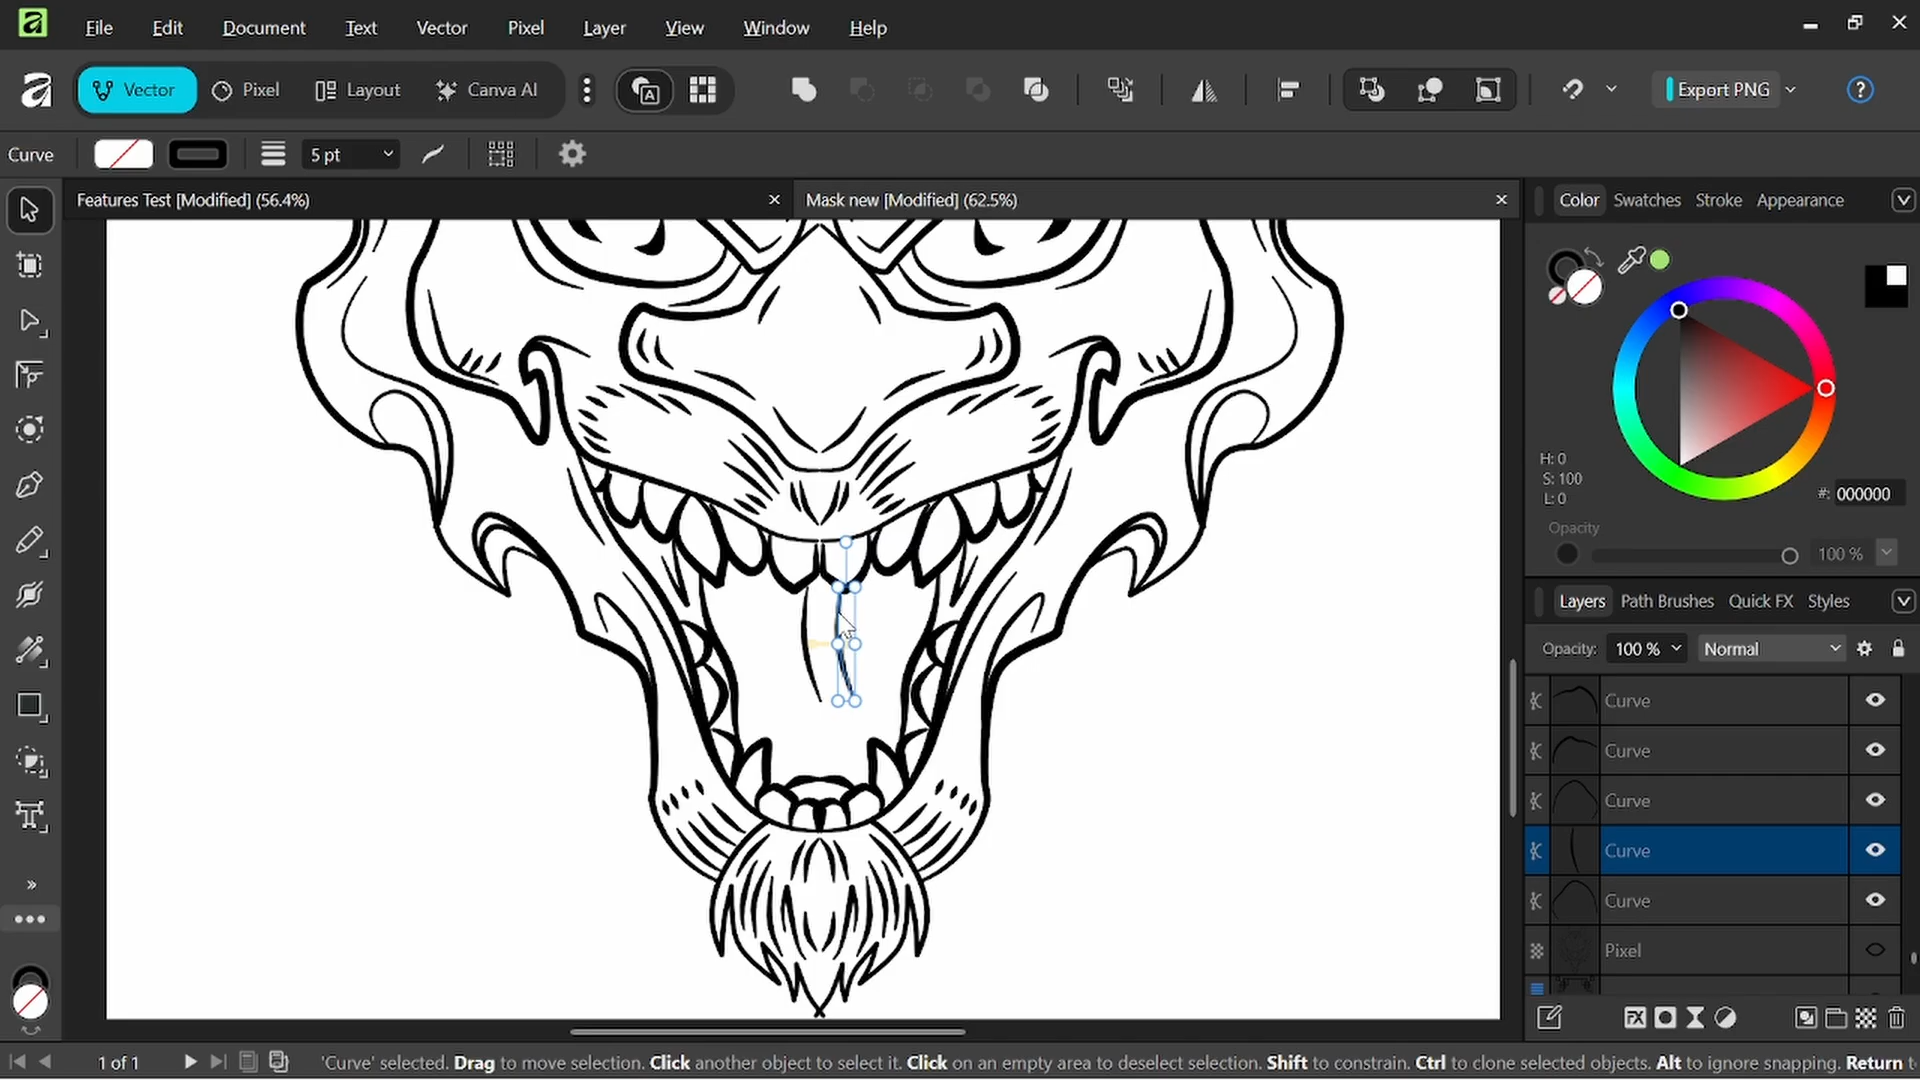 File Edit Document Text Vector Pixel Layer View Window Help
Vector Pixel Layout Canva AI Export PNG
Curve 5 pt
Features Test [Modified] (56.4%) Mask new [Modified] (62.5%)
Color Swatches Stroke Appearance
H: 0
S: 100
L: 0
#: 000000
Opacity
100 %
Layers Path Brushes Quick FX Styles
Opacity: 100 % Normal
Curve
Curve
Curve
Curve
Curve
Pixel
1 of 1 'Curve' selected. Drag to move selection. Click another object to select it. Click on an empty area to deselect selection. Shift to constrain. Ctrl to clone selected objects. Alt to ignore snapping. Return